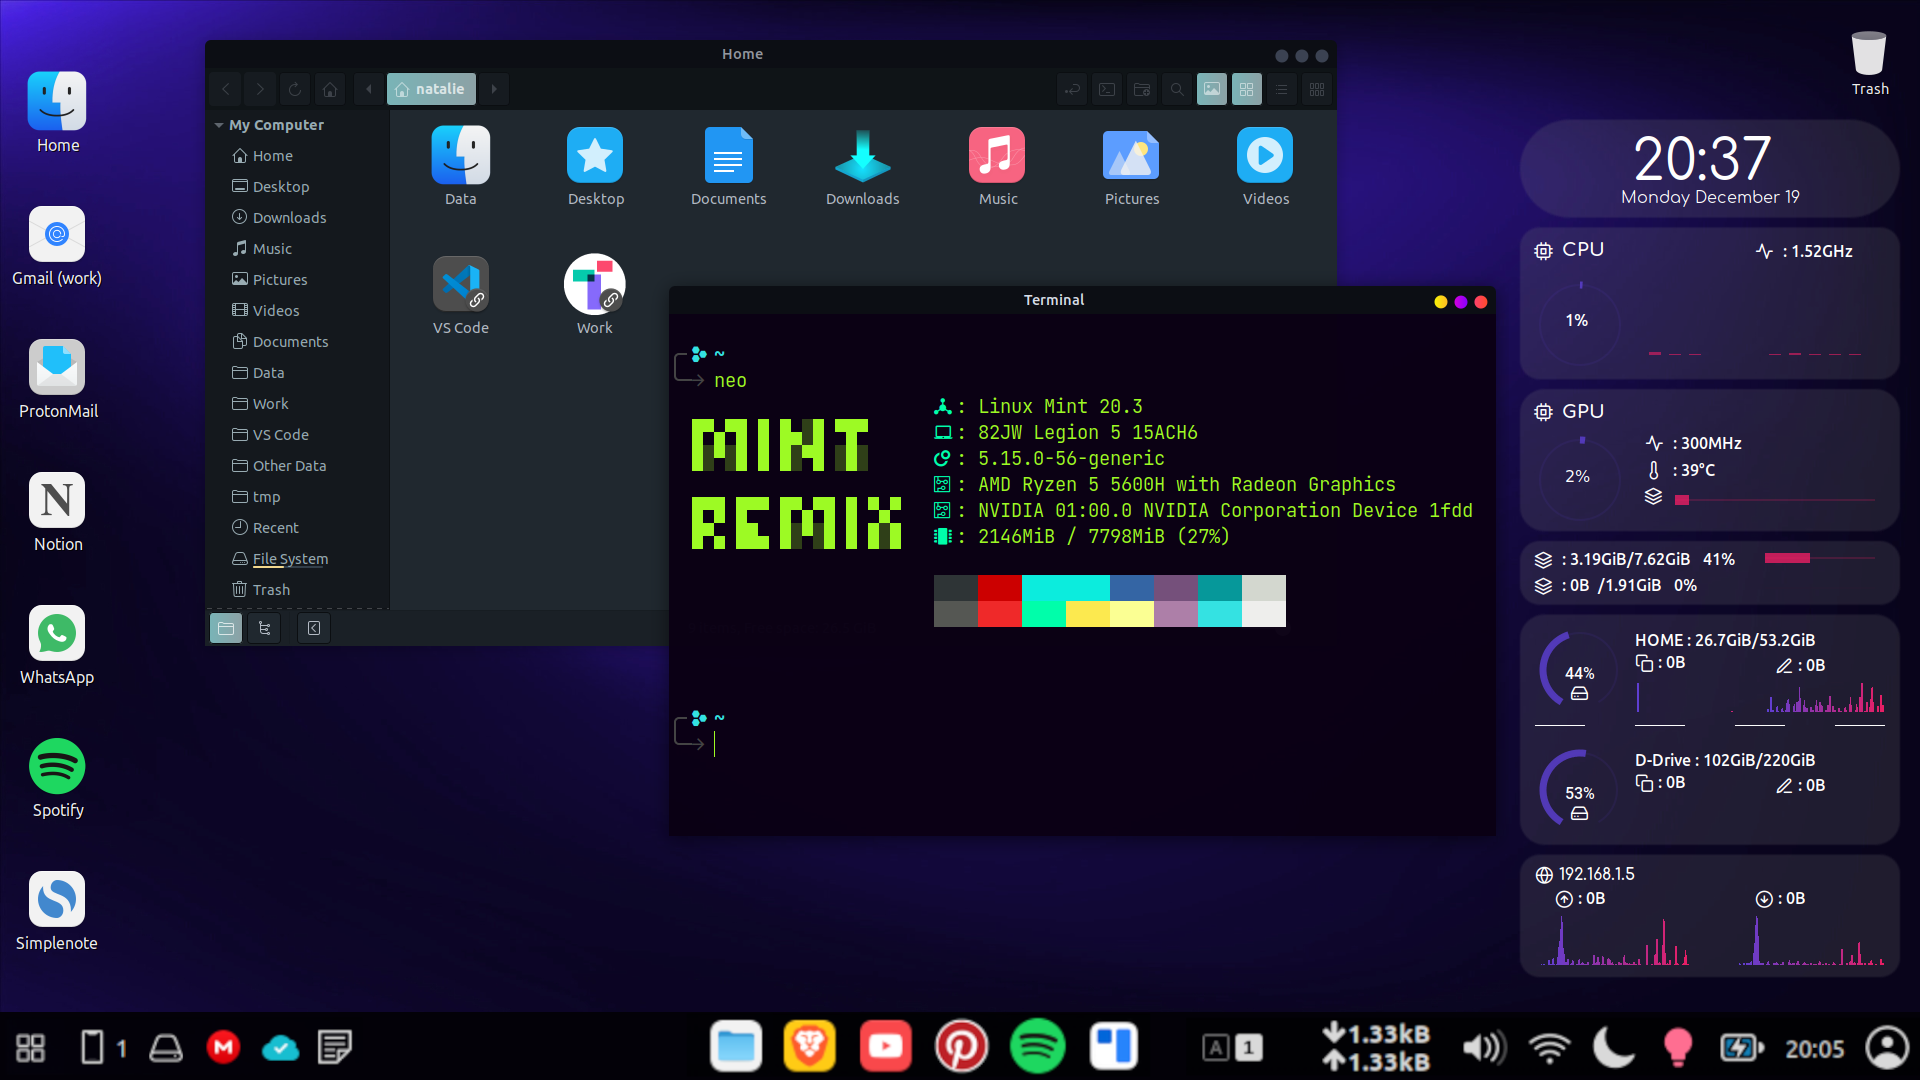 Home
Gmail (work)
ProtonMail
Notion
WhatsApp
Spotify
Simplenote
Home
natalie
My Computer
Home
Desktop
Downloads
Music
Pictures
Videos
Documents
Data
Work
VS Code
Other Data
tmp
Recent
File System
Trash
Data
Desktop
Documents
Downloads
Music
Pictures
Videos
VS Code
Work
Terminal
~
neo
MINT
REMIX
: Linux Mint 20.3
: 82JW Legion 5 15ACH6
: 5.15.0-56-generic
: AMD Ryzen 5 5600H with Radeon Graphics
: NVIDIA 01:00.0 NVIDIA Corporation Device 1fdd
: 2146MiB / 7798MiB (27%)
~
Trash
20:37
Monday December 19
CPU : 1.52GHz
1%
GPU
: 300MHz
2% : 39°C
: 3.19GiB/7.62GiB 41%
: 0B /1.91GiB 0%
HOME : 26.7GiB/53.2GiB
: 0B : 0B
44%
D-Drive : 102GiB/220GiB
: 0B : 0B
53%
192.168.1.5
: 0B : 0B
1
A 1
1.33kB
1.33kB
20:05